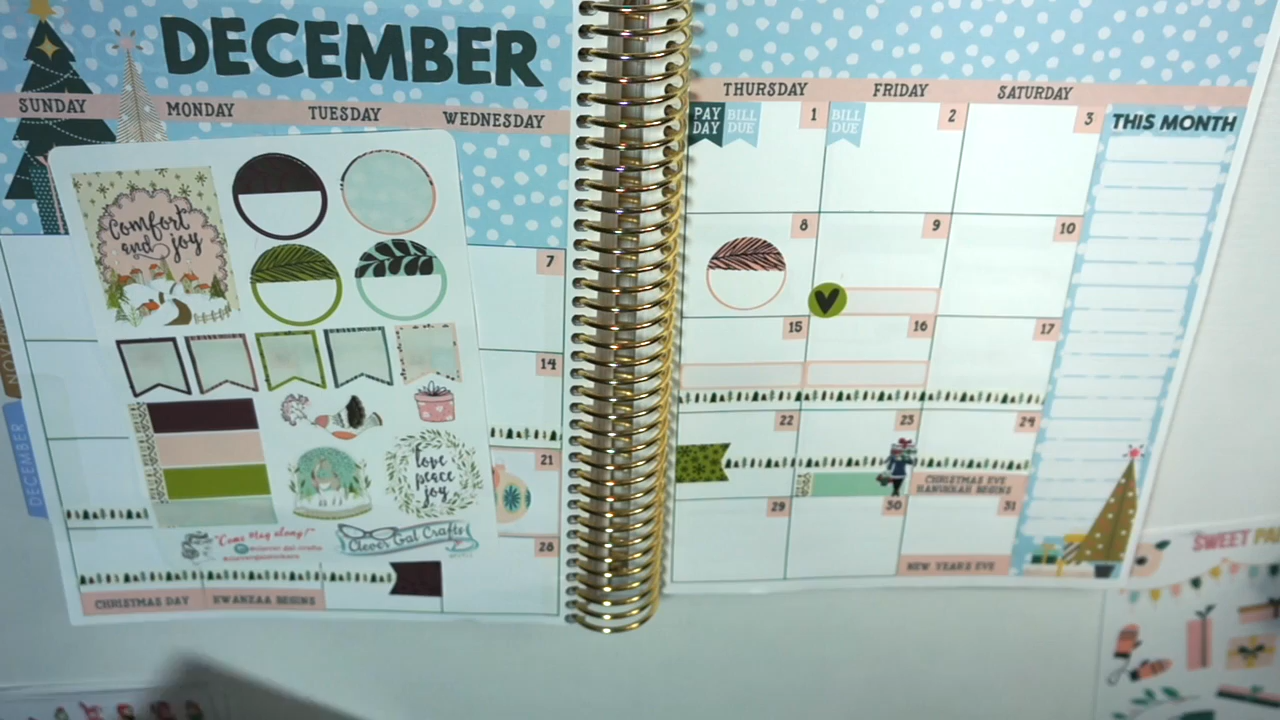 DECEMBER
SUNDAY
MONDAY
TUESDAY
WEDNESDAY
THURSDAY
FRIDAY
SATURDAY
THIS MONTH
PAY
DAY
BILL
DUE
1
BILL
DUE
2
3
Comfort
and joy
7
8
9
10
14
15
16
17
21
22
23
24
love
peace
joy
CHRISTMAS EVE
HANUKKAH BEGINS
"Come Play along!"
Clever Gal Crafts
28
29
30
31
CHRISTMAS DAY
KWANZAA BEGINS
NEW YEARS EVE
DECEMBER
SWEET